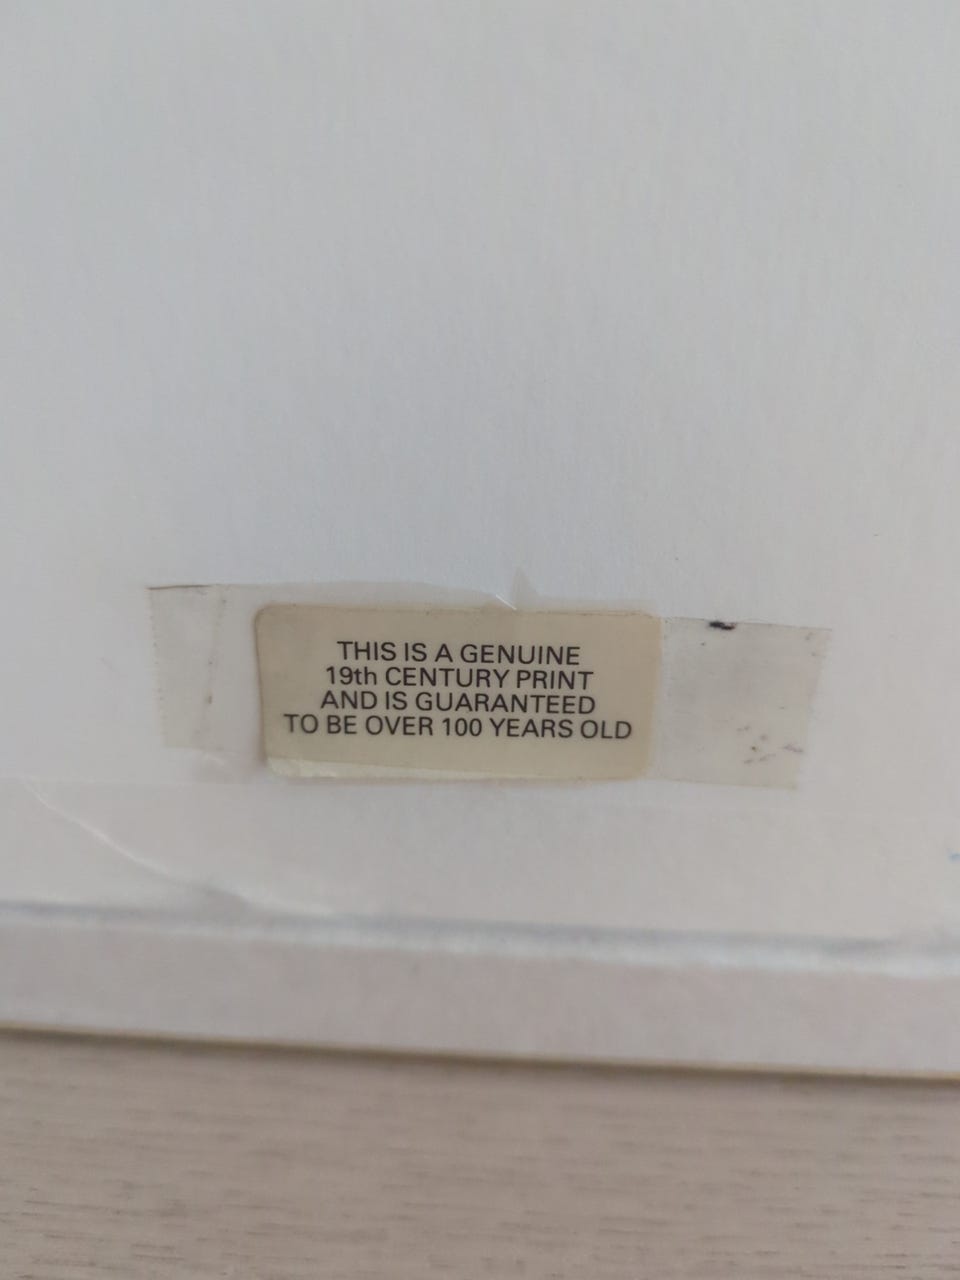 THIS IS A GENUINE
19th CENTURY PRINT
AND IS GUARANTEED
TO BE OVER 100 YEARS OLD